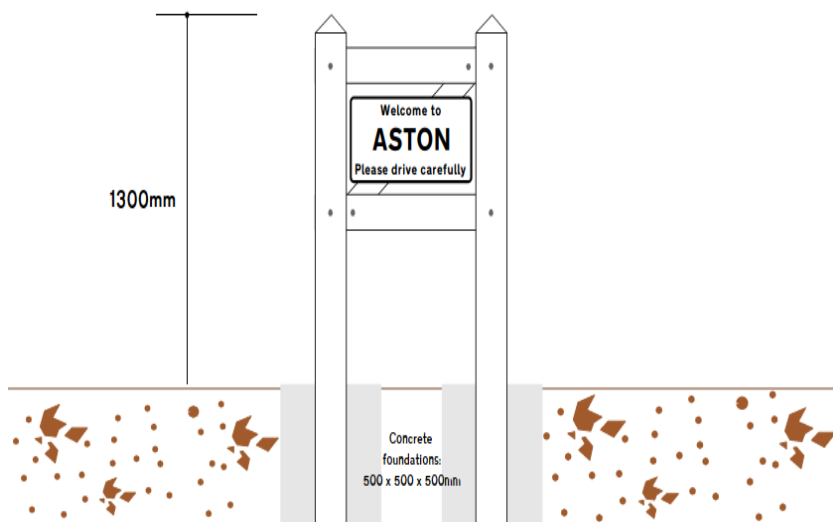 Welcome to
ASTON
Please drive carefully
1300mm
Concrete
foundations:
500 x 500 x 500mm